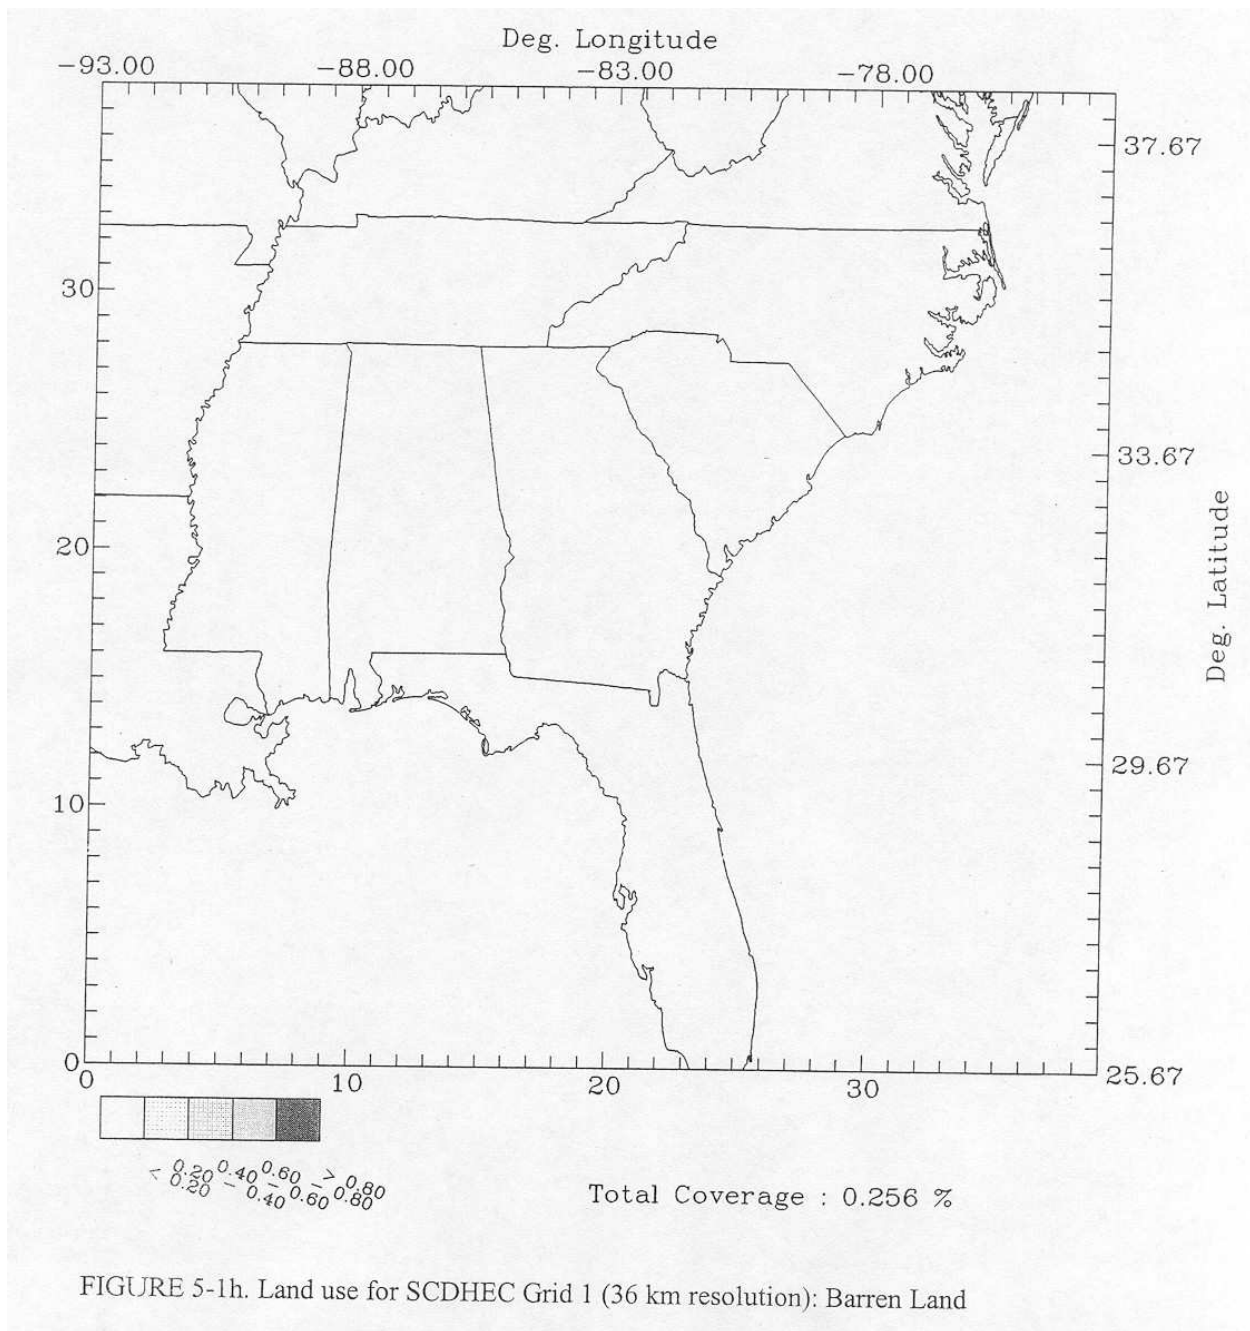 Deg. Longitude
-93.00 -88.00 -83.00 -78.00
37.67
30
33.67
20
Deg. Latitude
29.67
10
0
25.67
0 10 20 30
< 0.20
0.20 - 0.40
0.40 - 0.60
0.60 - 0.80
> 0.80
Total Coverage : 0.256 %
FIGURE 5-1h. Land use for SCDHEC Grid 1 (36 km resolution): Barren Land